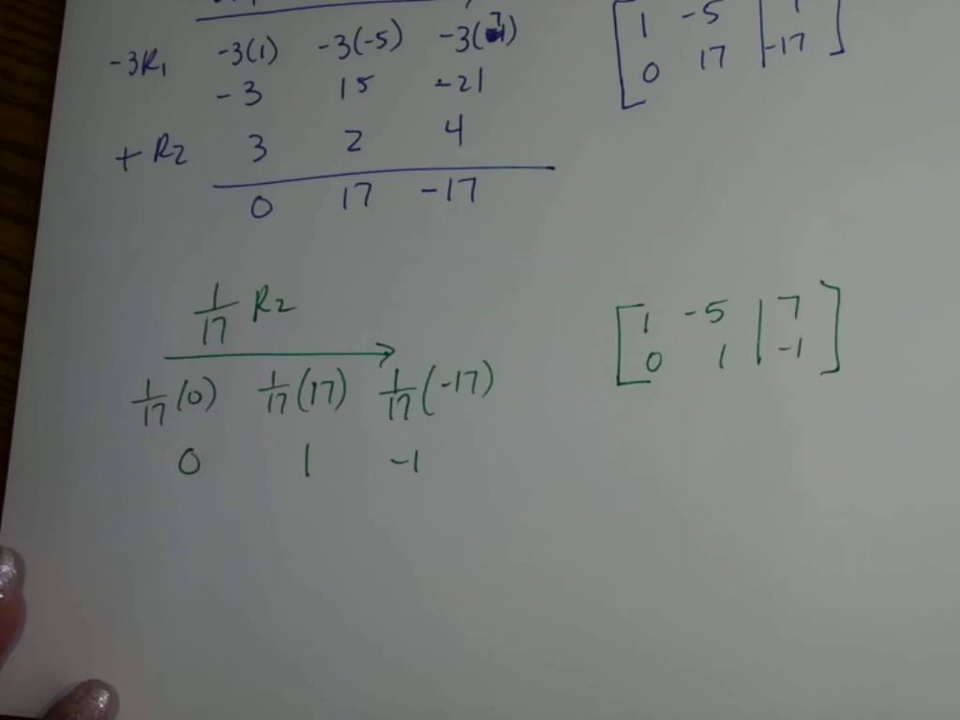 -3R₁ -3(1) -3(-5) -3(7)
-3 15 -21
+ R₂ 3 2 4
0 17 -17
[1 -5 | 7]
[0 17 | -17]
1/17 R₂
1/17(0) 1/17(17) 1/17(-17)
0 1 -1
[1 -5 | 7]
[0 1 | -1]